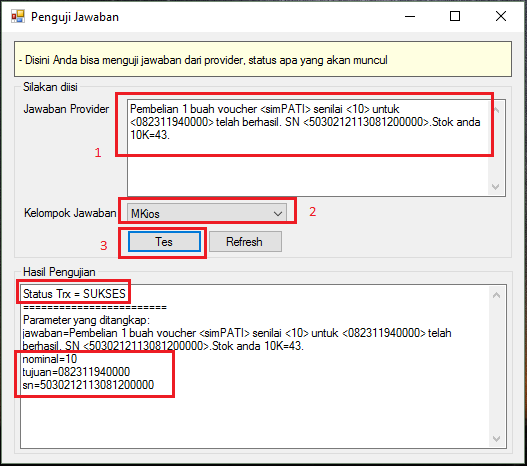 Penguji Jawaban
- Disini Anda bisa menguji jawaban dari provider, status apa yang akan muncul
Silakan diisi
Jawaban Provider
Pembelian 1 buah voucher <simPATI> senilai <10> untuk
<082311940000> telah berhasil. SN <5030212113081200000>.Stok anda
10K=43.
1
Kelompok Jawaban
MKios
2
3
Tes
Refresh
Hasil Pengujian
Status Trx = SUKSES
========================
Parameter yang ditangkap:
jawaban=Pembelian 1 buah voucher <simPATI> senilai <10> untuk <082311940000> telah
berhasil. SN <5030212113081200000>.Stok anda 10K=43.
nominal=10
tujuan=082311940000
sn=5030212113081200000